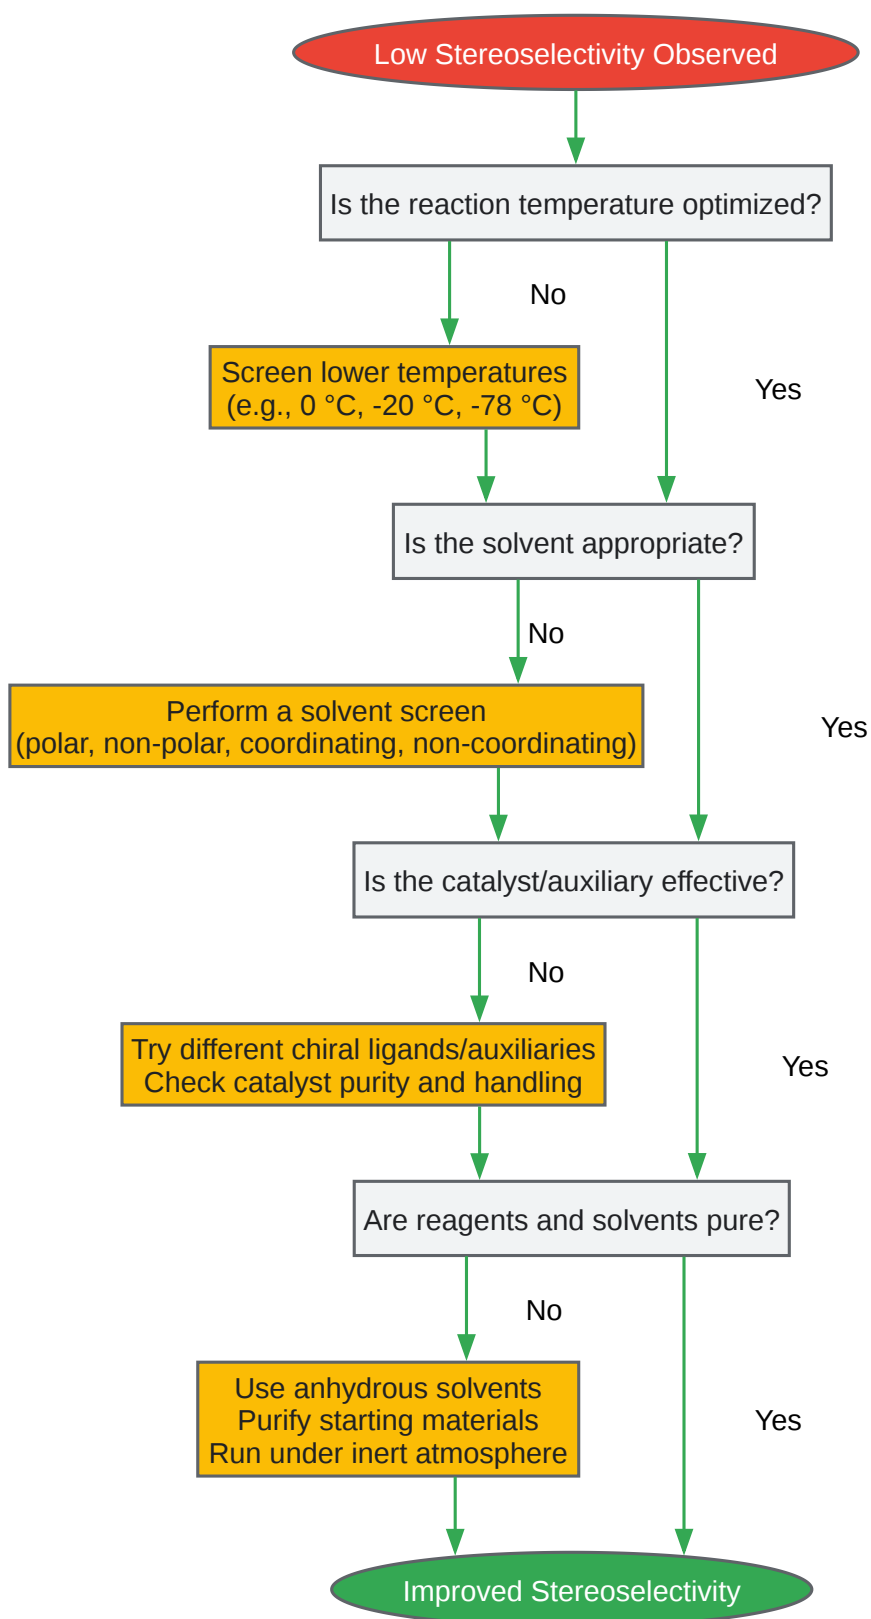 Low Stereoselectivity Observed
Is the reaction temperature optimized?
No
Screen lower temperatures
(e.g., 0 °C, -20 °C, -78 °C)
Yes
Is the solvent appropriate?
No
Perform a solvent screen
(polar, non-polar, coordinating, non-coordinating)
Yes
Is the catalyst/auxiliary effective?
No
Try different chiral ligands/auxiliaries
Check catalyst purity and handling
Yes
Are reagents and solvents pure?
No
Use anhydrous solvents
Purify starting materials
Run under inert atmosphere
Yes
Improved Stereoselectivity